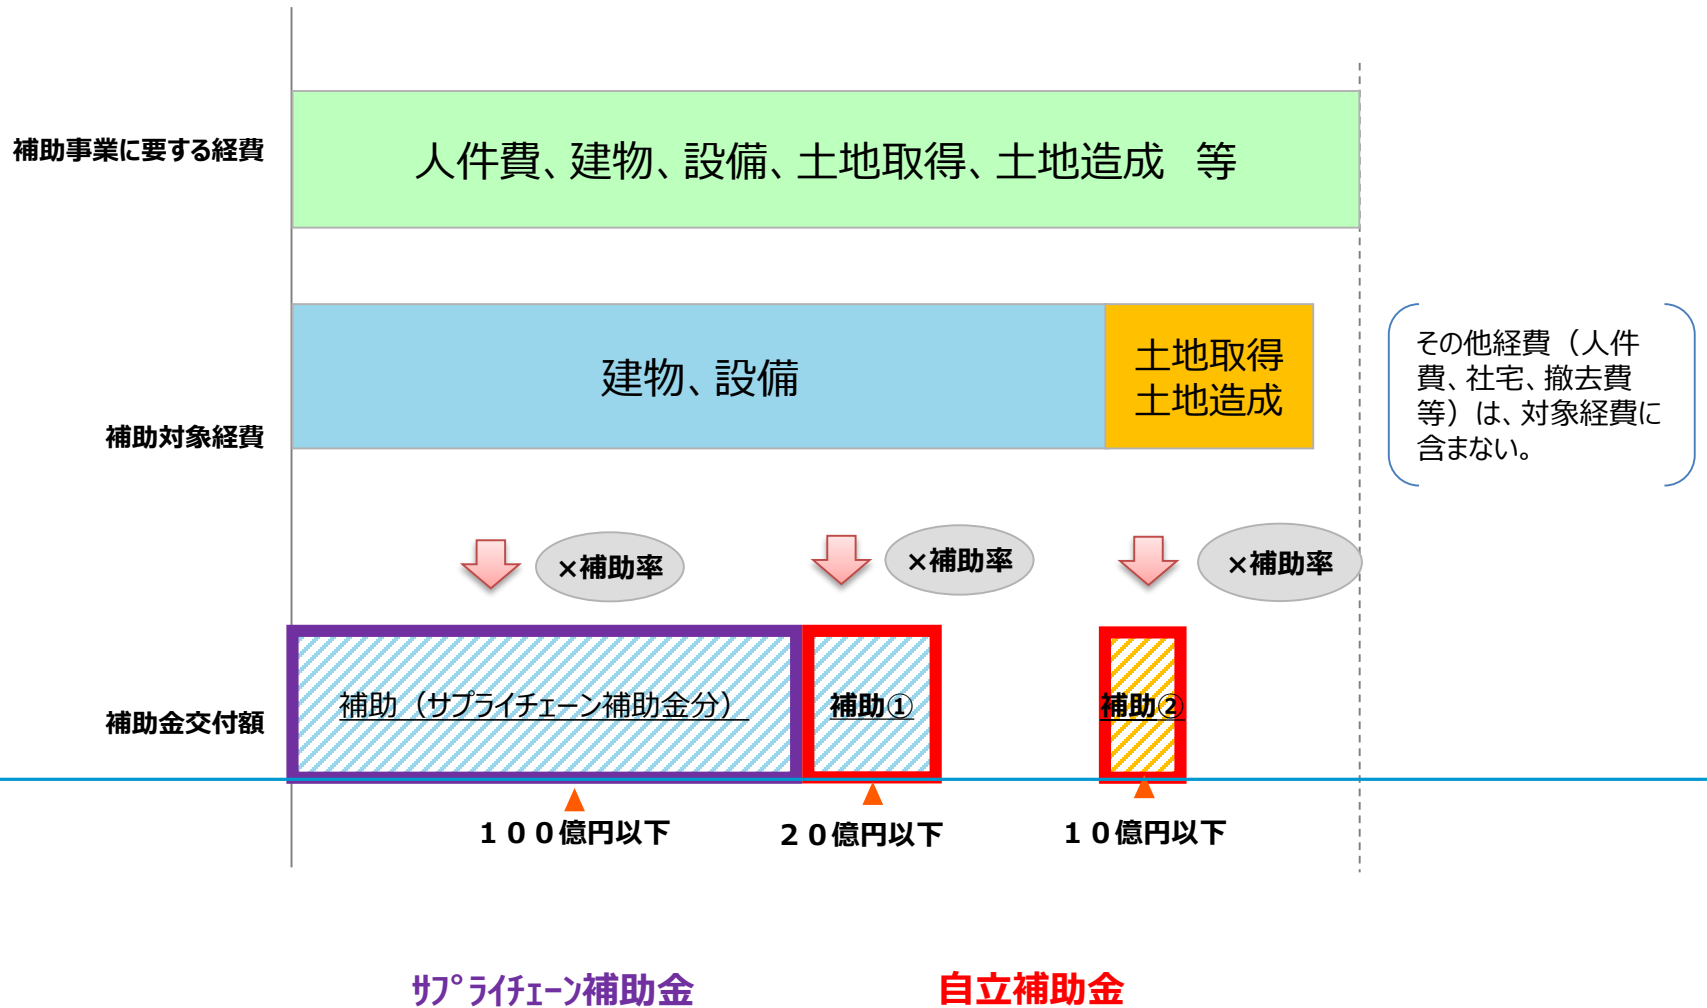 補助事業に要する経費
人件費、建物、設備、土地取得、土地造成　等
補助対象経費
建物、設備
土地取得
土地造成
その他経費（人件
費、社宅、撤去費
等）は、対象経費に
含まない。
×補助率
×補助率
×補助率
補助金交付額
補助（サプライチェーン補助金分）
補助①
補助②
１００億円以下
２０億円以下
１０億円以下
ｻﾌﾟﾗｲﾁｪｰﾝ補助金
自立補助金